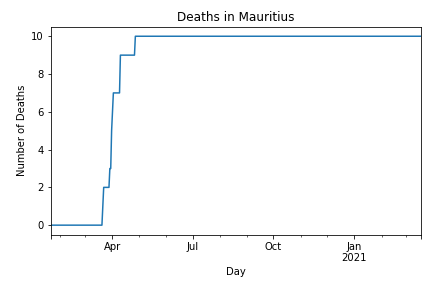 Deaths in Mauritius
10
8
6
4
2
0
Number of Deaths
Apr
Jul
Oct
Jan
2021
Day